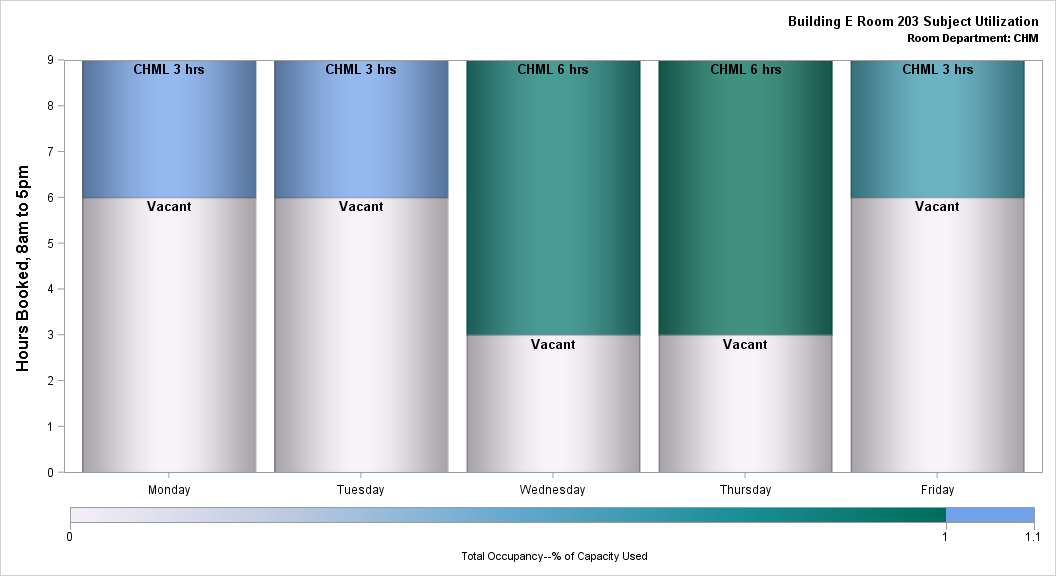 Building E Room 203 Subject Utilization
Room Department: CHM
Hours Booked, 8am to 5pm
9
8
7
6
5
4
3
2
1
0
CHML 3 hrs
CHML 3 hrs
CHML 6 hrs
CHML 6 hrs
CHML 3 hrs
Vacant
Vacant
Vacant
Vacant
Vacant
Monday
Tuesday
Wednesday
Thursday
Friday
0
1
1.1
Total Occupancy--% of Capacity Used